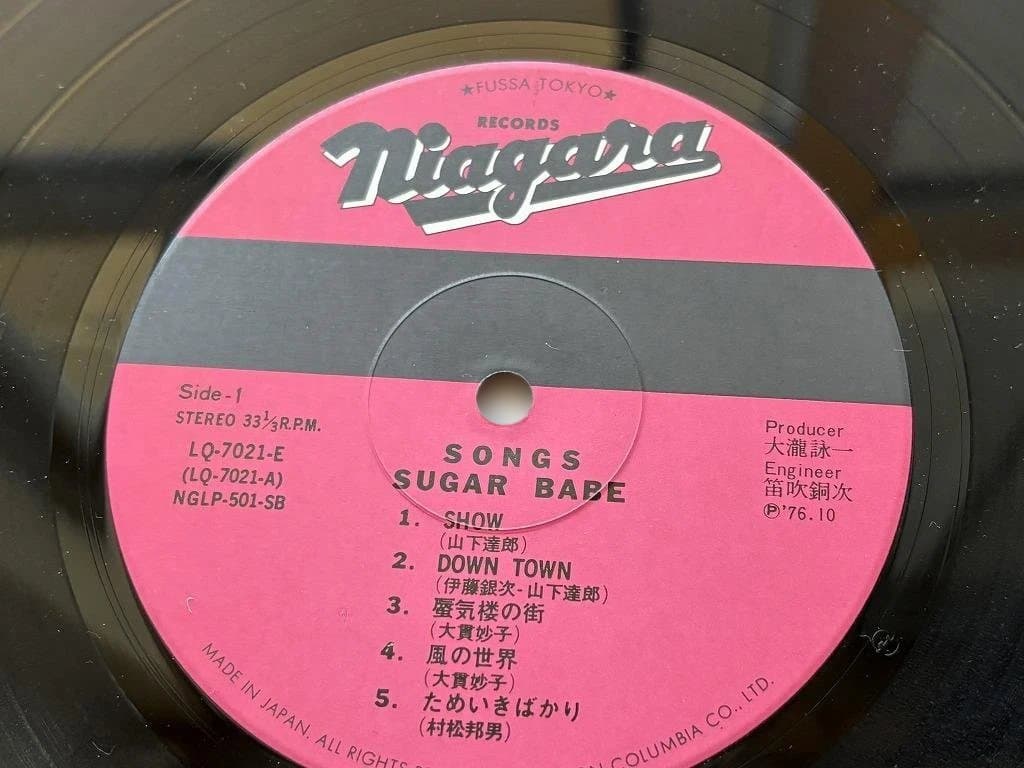 ★FUSSA TOKYO★
RECORDS
Niagara
Side-1
STEREO 33⅓R.P.M.
LQ-7021-E
(LQ-7021-A)
NGLP-501-SB
Producer
大瀧詠一
Engineer
笛吹銅次
Ⓟ'76.10
SONGS
SUGAR BABE
1. SHOW
(山下達郎)
2. DOWN TOWN
(伊藤銀次-山下達郎)
3. 蜃気楼の街
(大貫妙子)
4. 風の世界
(大貫妙子)
5. ためいきばかり
(村松邦男)
MADE IN JAPAN. ALL RIGHTS
COLUMBIA CO., LTD.